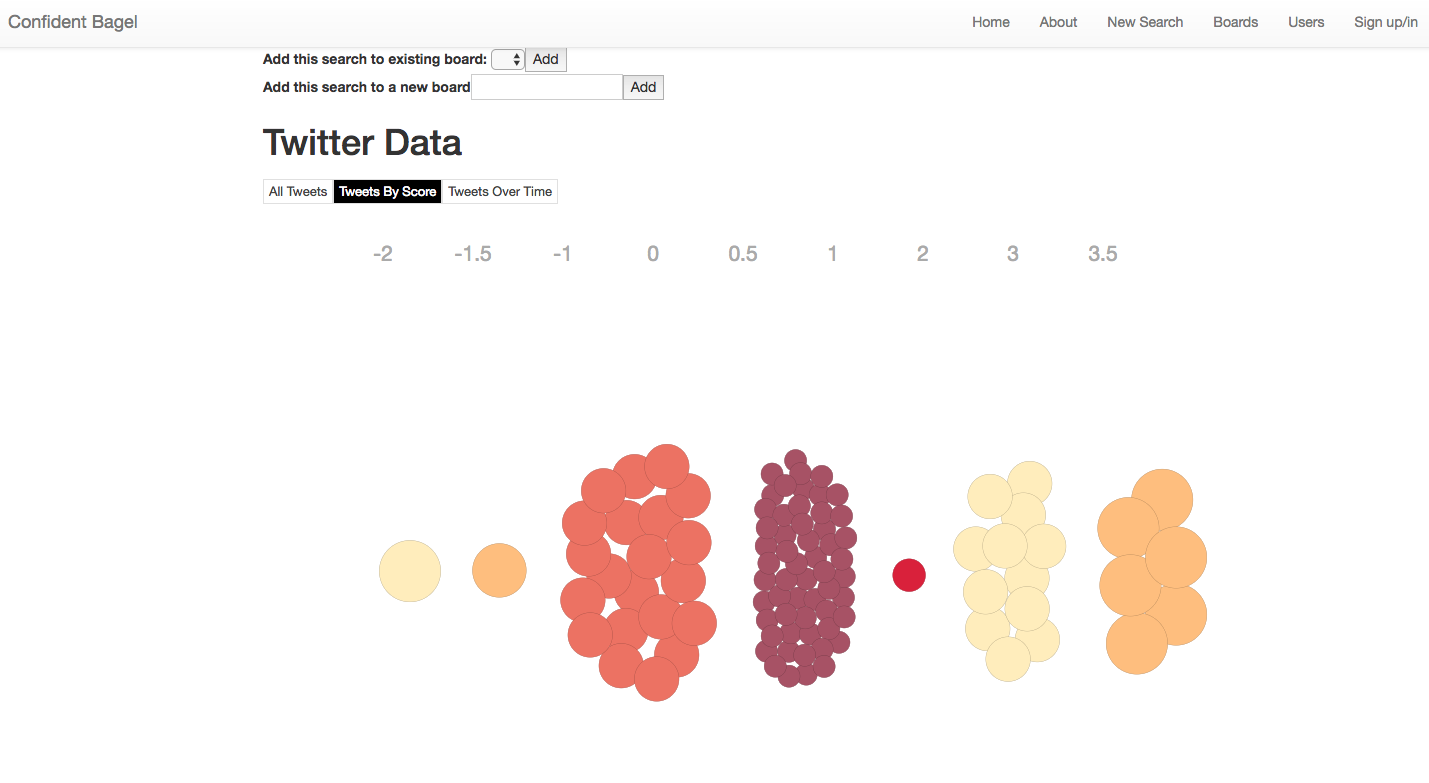 Confident Bagel Home About New Search Boards Users Sign up/in
Add this search to existing board: Add
Add this search to a new board Add
Twitter Data
All Tweets Tweets By Score Tweets Over Time
-2 -1.5 -1 0 0.5 1 2 3 3.5